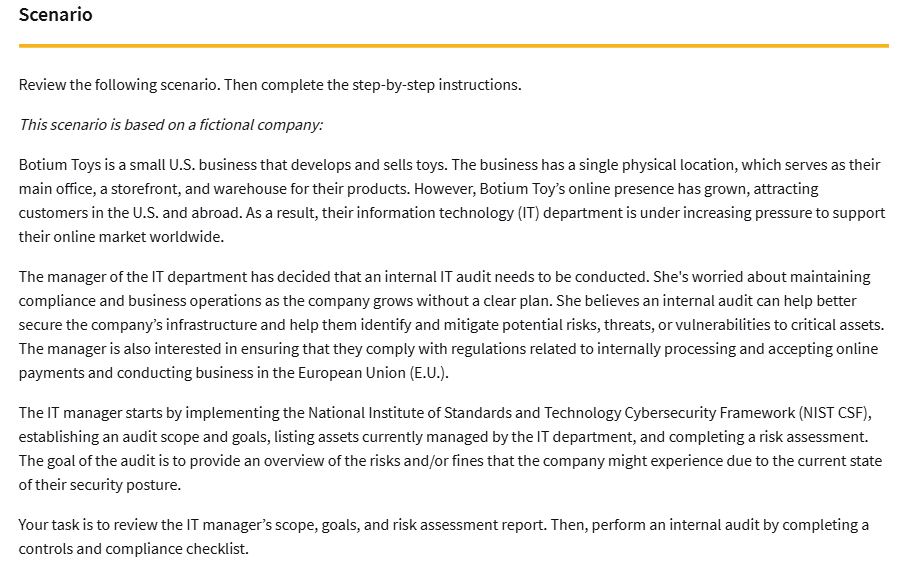 Scenario
Review the following scenario. Then complete the step-by-step instructions.
This scenario is based on a fictional company:
Botium Toys is a small U.S. business that develops and sells toys. The business has a single physical location, which serves as their
main office, a storefront, and warehouse for their products. However, Botium Toy’s online presence has grown, attracting
customers in the U.S. and abroad. As a result, their information technology (IT) department is under increasing pressure to support
their online market worldwide.
The manager of the IT department has decided that an internal IT audit needs to be conducted. She's worried about maintaining
compliance and business operations as the company grows without a clear plan. She believes an internal audit can help better
secure the company’s infrastructure and help them identify and mitigate potential risks, threats, or vulnerabilities to critical assets.
The manager is also interested in ensuring that they comply with regulations related to internally processing and accepting online
payments and conducting business in the European Union (E.U.).
The IT manager starts by implementing the National Institute of Standards and Technology Cybersecurity Framework (NIST CSF),
establishing an audit scope and goals, listing assets currently managed by the IT department, and completing a risk assessment.
The goal of the audit is to provide an overview of the risks and/or fines that the company might experience due to the current state
of their security posture.
Your task is to review the IT manager’s scope, goals, and risk assessment report. Then, perform an internal audit by completing a
controls and compliance checklist.